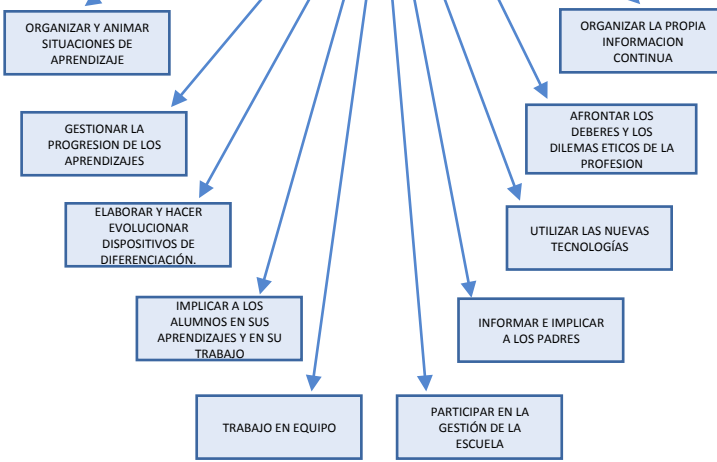 ORGANIZAR Y ANIMAR
SITUACIONES DE
APRENDIZAJE
GESTIONAR LA
PROGRESION DE LOS
APRENDIZAJES
ELABORAR Y HACER
EVOLUCIONAR
DISPOSITIVOS DE
DIFERENCIACIÓN.
IMPLICAR A LOS
ALUMNOS EN SUS
APRENDIZAJES Y EN SU
TRABAJO
TRABAJO EN EQUIPO
PARTICIPAR EN LA
GESTIÓN DE LA
ESCUELA
INFORMAR E IMPLICAR
A LOS PADRES
UTILIZAR LAS NUEVAS
TECNOLOGÍAS
AFRONTAR LOS
DEBERES Y LOS
DILEMAS ETICOS DE LA
PROFESION
ORGANIZAR LA PROPIA
INFORMACION
CONTINUA